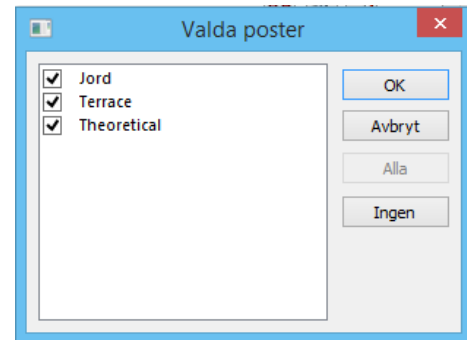 Valda poster
Jord
Terrace
Theoretical
OK
Avbryt
Alla
Ingen